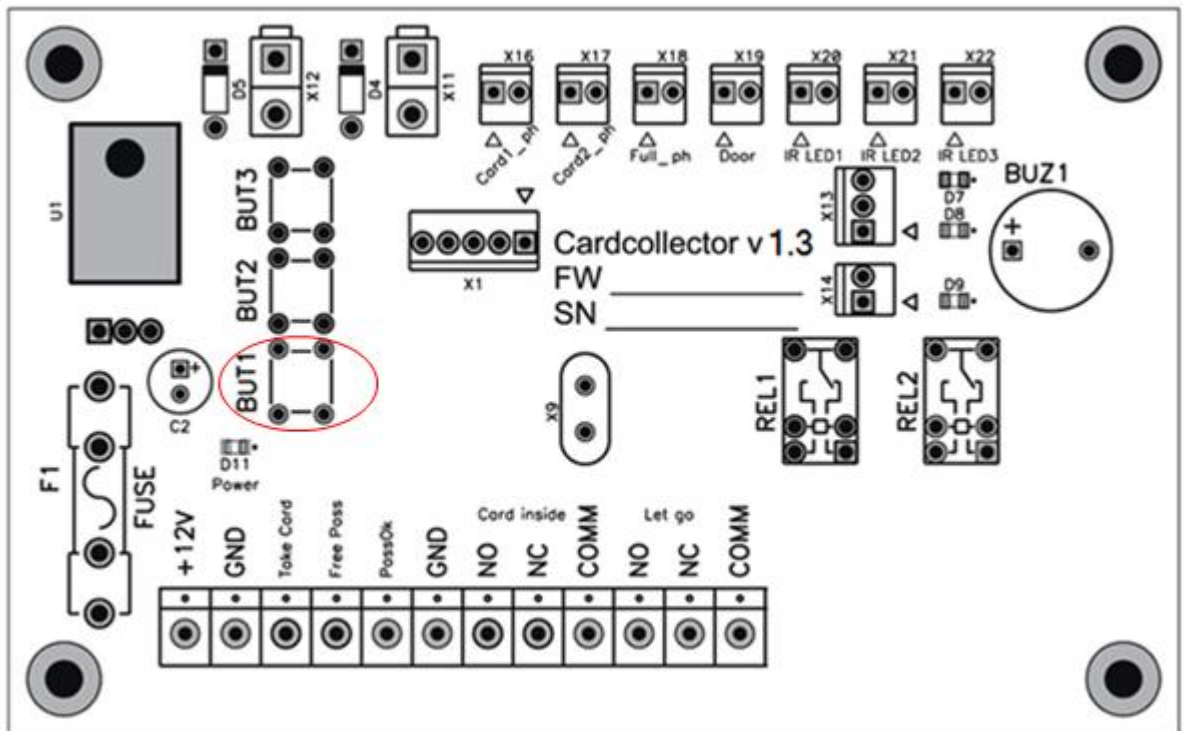 X16 X17 X18 X19 X20 X21 X22
D5 X12 D4 X11
Card1_ph Card2_ph Full_ph Door IR LED1 IR LED2 IR LED3
U1
BUT3
BUT2
BUT1
X1
Cardcollector v 1.3
FW
SN
X13
D7
D8
BUZ1
+
X14
D9
+
C2
X9
REL1
REL2
D11
Power
F1
FUSE
Card inside Let go
+12V GND Take Card Free Pass PassOk GND NO NC COMM NO NC COMM